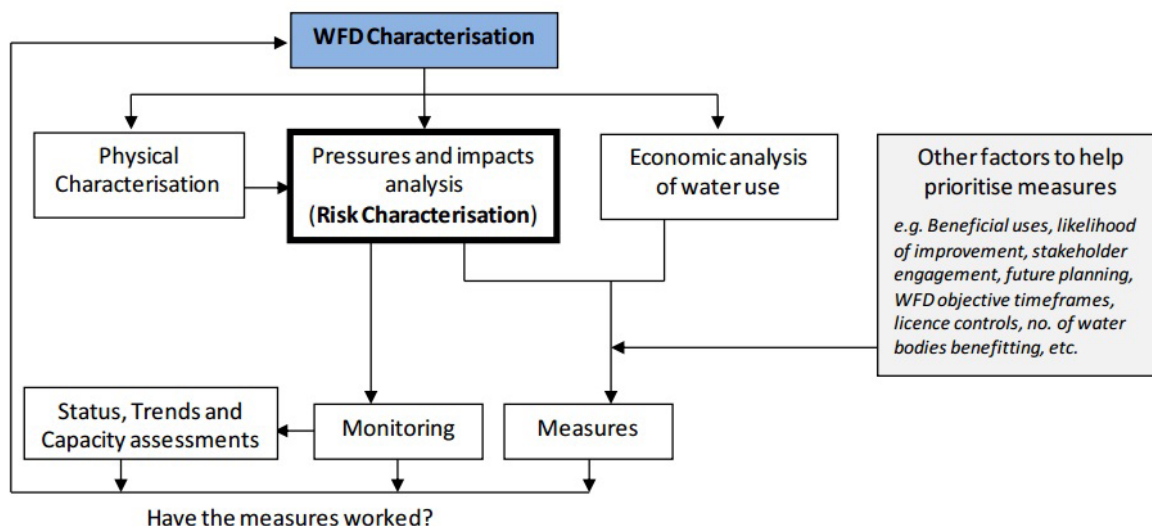 WFD Characterisation
Physical
Characterisation
Pressures and impacts
analysis
(Risk Characterisation)
Economic analysis
of water use
Other factors to help
prioritise measures
e.g. Beneficial uses, likelihood
of improvement, stakeholder
engagement, future planning,
WFD objective timeframes,
licence controls, no. of water
bodies benefitting, etc.
Status, Trends and
Capacity assessments
Monitoring
Measures
Have the measures worked?